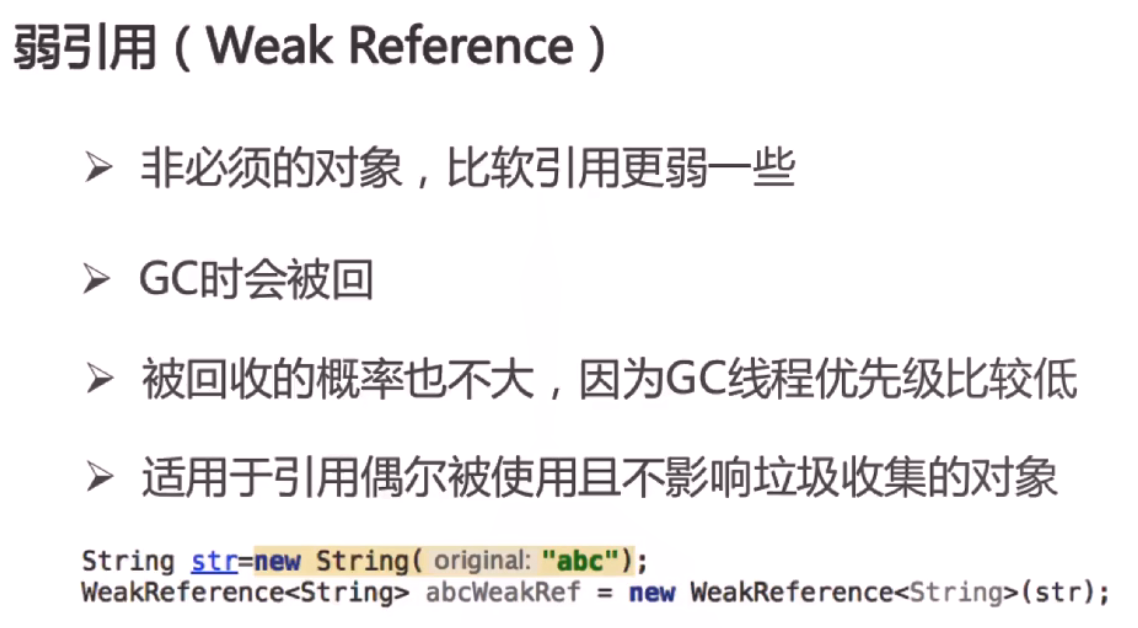 弱引用（Weak Reference）
➢ 非必须的对象，比软引用更弱一些
➢ GC时会被回
➢ 被回收的概率也不大，因为GC线程优先级比较低
➢ 适用于引用偶尔被使用且不影响垃圾收集的对象
String str=new String( original: "abc");
WeakReference<String> abcWeakRef = new WeakReference<String>(str);